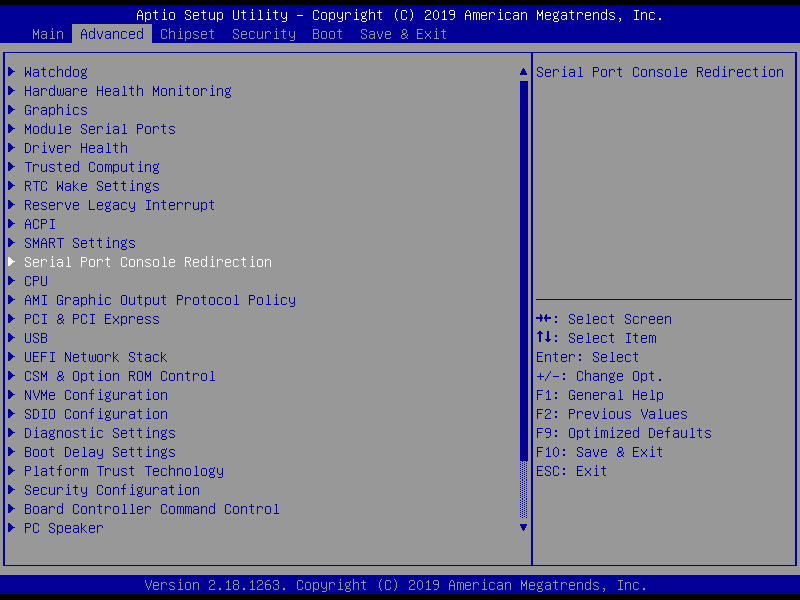 Aptio Setup Utility – Copyright (C) 2019 American Megatrends, Inc.
Main Advanced Chipset Security Boot Save & Exit
Watchdog
Hardware Health Monitoring
Graphics
Module Serial Ports
Driver Health
Trusted Computing
RTC Wake Settings
Reserve Legacy Interrupt
ACPI
SMART Settings
Serial Port Console Redirection
CPU
AMI Graphic Output Protocol Policy
PCI & PCI Express
USB
UEFI Network Stack
CSM & Option ROM Control
NVMe Configuration
SDIO Configuration
Diagnostic Settings
Boot Delay Settings
Platform Trust Technology
Security Configuration
Board Controller Command Control
PC Speaker
Serial Port Console Redirection
→←: Select Screen
↑↓: Select Item
Enter: Select
+/-: Change Opt.
F1: General Help
F2: Previous Values
F9: Optimized Defaults
F10: Save & Exit
ESC: Exit
Version 2.18.1263. Copyright (C) 2019 American Megatrends, Inc.